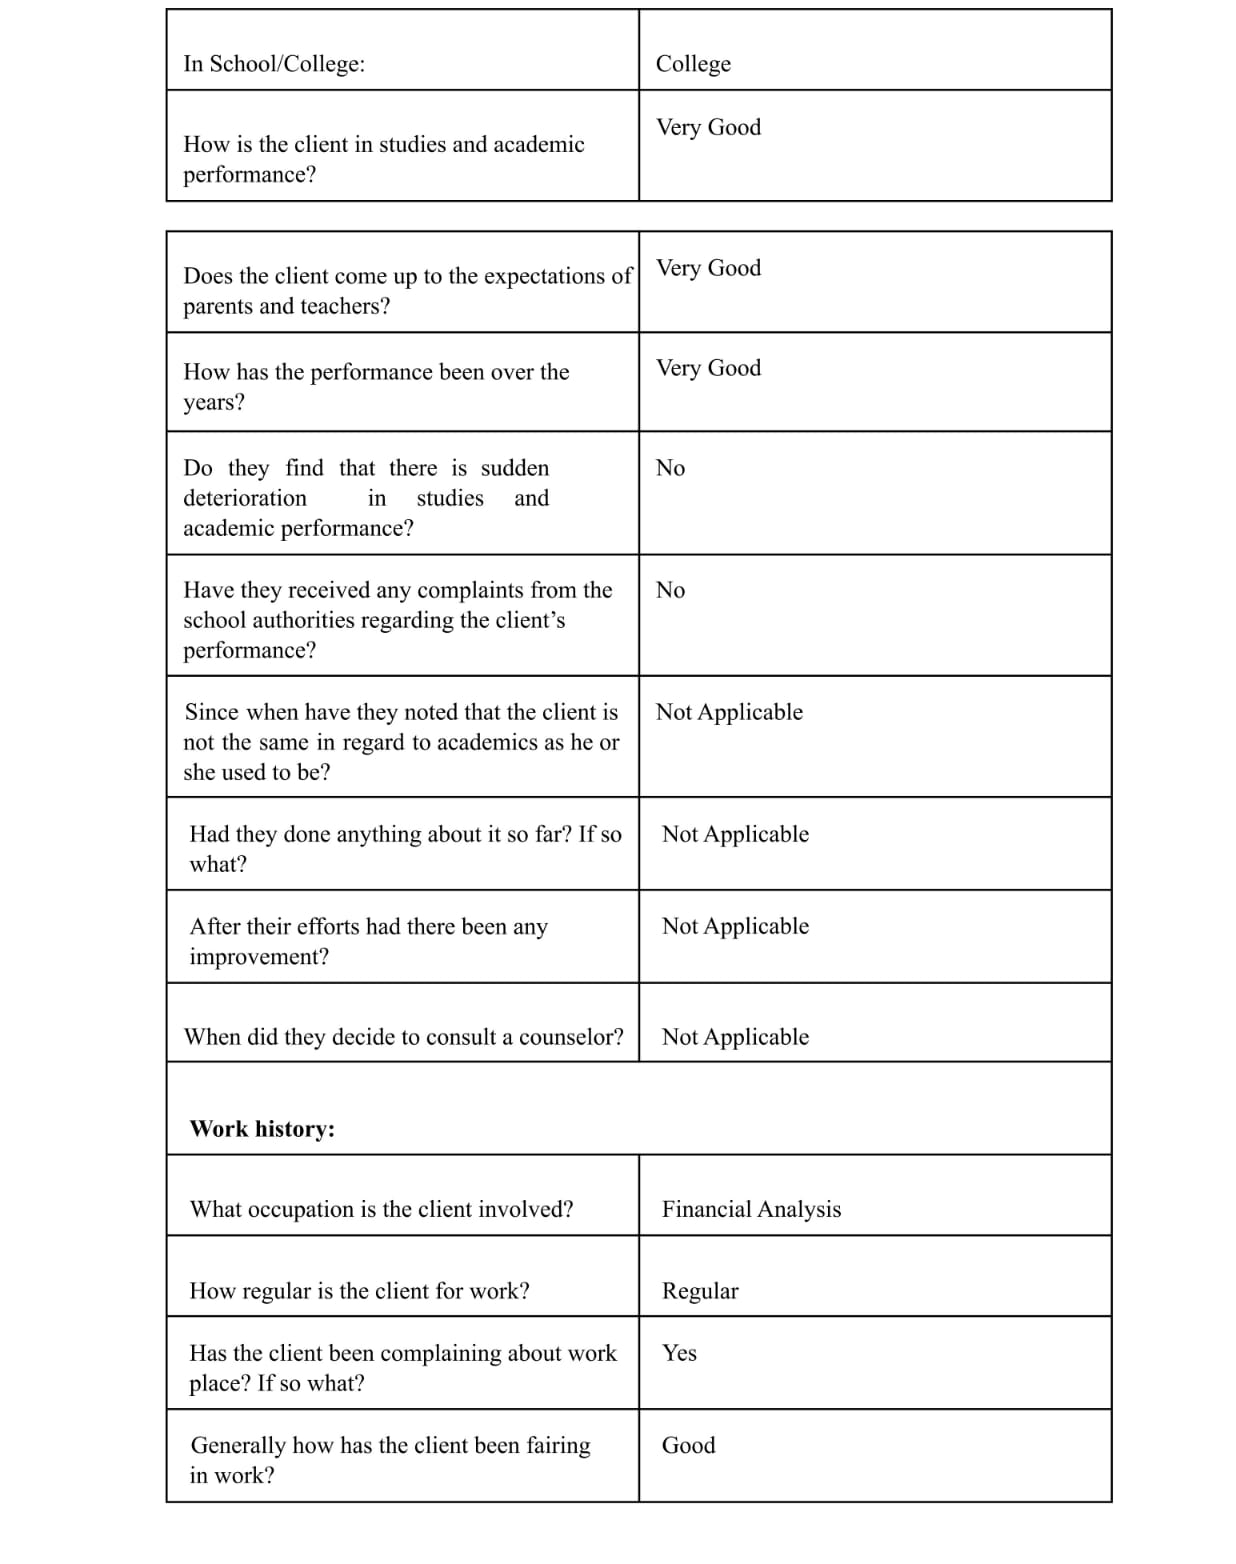 In School/College:
College
How is the client in studies and academic
performance?
Very Good
Does the client come up to the expectations of
parents and teachers?
Very Good
How has the performance been over the
years?
Very Good
Do they find that there is sudden
deterioration in studies and
academic performance?
No
Have they received any complaints from the
school authorities regarding the client’s
performance?
No
Since when have they noted that the client is
not the same in regard to academics as he or
she used to be?
Not Applicable
Had they done anything about it so far? If so
what?
Not Applicable
After their efforts had there been any
improvement?
Not Applicable
When did they decide to consult a counselor?
Not Applicable
Work history:
What occupation is the client involved?
Financial Analysis
How regular is the client for work?
Regular
Has the client been complaining about work
place? If so what?
Yes
Generally how has the client been fairing
in work?
Good